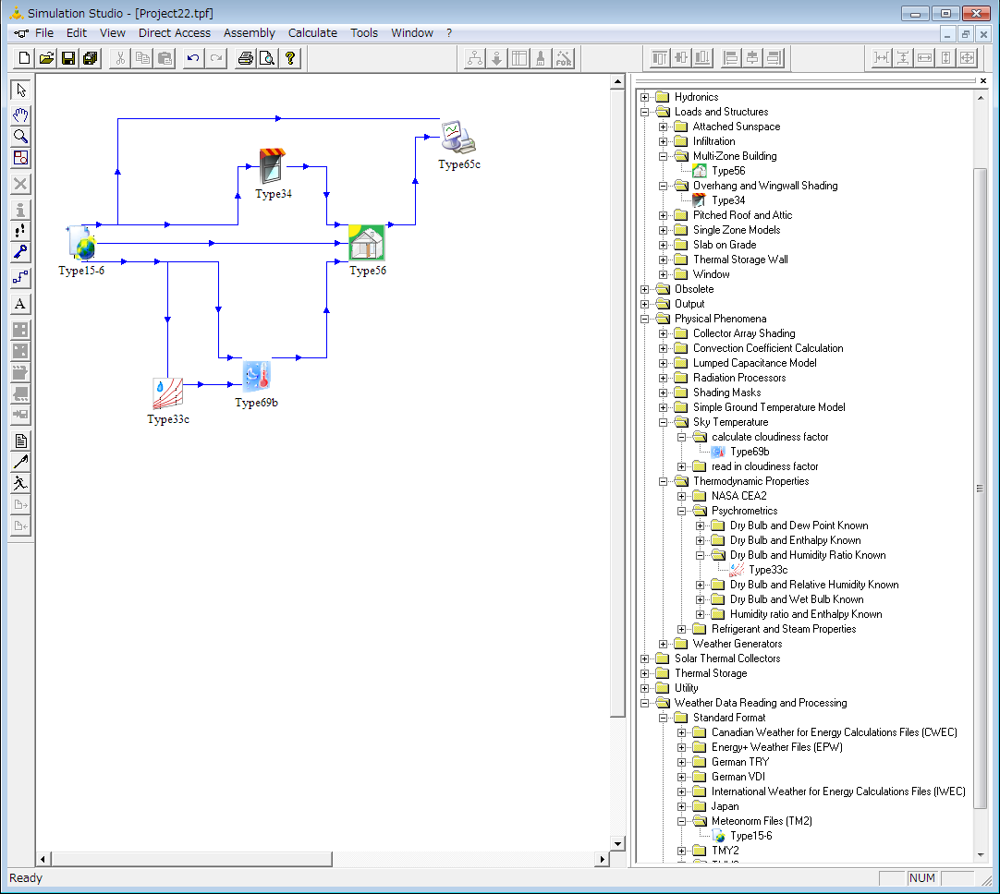 Simulation Studio - [Project22.tpf]
File Edit View Direct Access Assembly Calculate Tools Window ?
FOR
A
Type65c
Type34
Type15-6
Type56
Type69b
Type33c
Hydronics
Loads and Structures
Attached Sunspace
Infiltration
Multi-Zone Building
Type56
Overhang and Wingwall Shading
Type34
Pitched Roof and Attic
Single Zone Models
Slab on Grade
Thermal Storage Wall
Window
Obsolete
Output
Physical Phenomena
Collector Array Shading
Convection Coefficient Calculation
Lumped Capacitance Model
Radiation Processors
Shading Masks
Simple Ground Temperature Model
Sky Temperature
calculate cloudiness factor
Type69b
read in cloudiness factor
Thermodynamic Properties
NASA CEA2
Psychrometrics
Dry Bulb and Dew Point Known
Dry Bulb and Enthalpy Known
Dry Bulb and Humidity Ratio Known
Type33c
Dry Bulb and Relative Humidity Known
Dry Bulb and Wet Bulb Known
Humidity ratio and Enthalpy Known
Refrigerant and Steam Properties
Weather Generators
Solar Thermal Collectors
Thermal Storage
Utility
Weather Data Reading and Processing
Standard Format
Canadian Weather for Energy Calculations Files (CWEC)
Energy+ Weather Files (EPW)
German TRY
German VDI
International Weather for Energy Calculations Files (IWEC)
Japan
Meteonorm Files (TM2)
Type15-6
TMY2
Ready
NUM